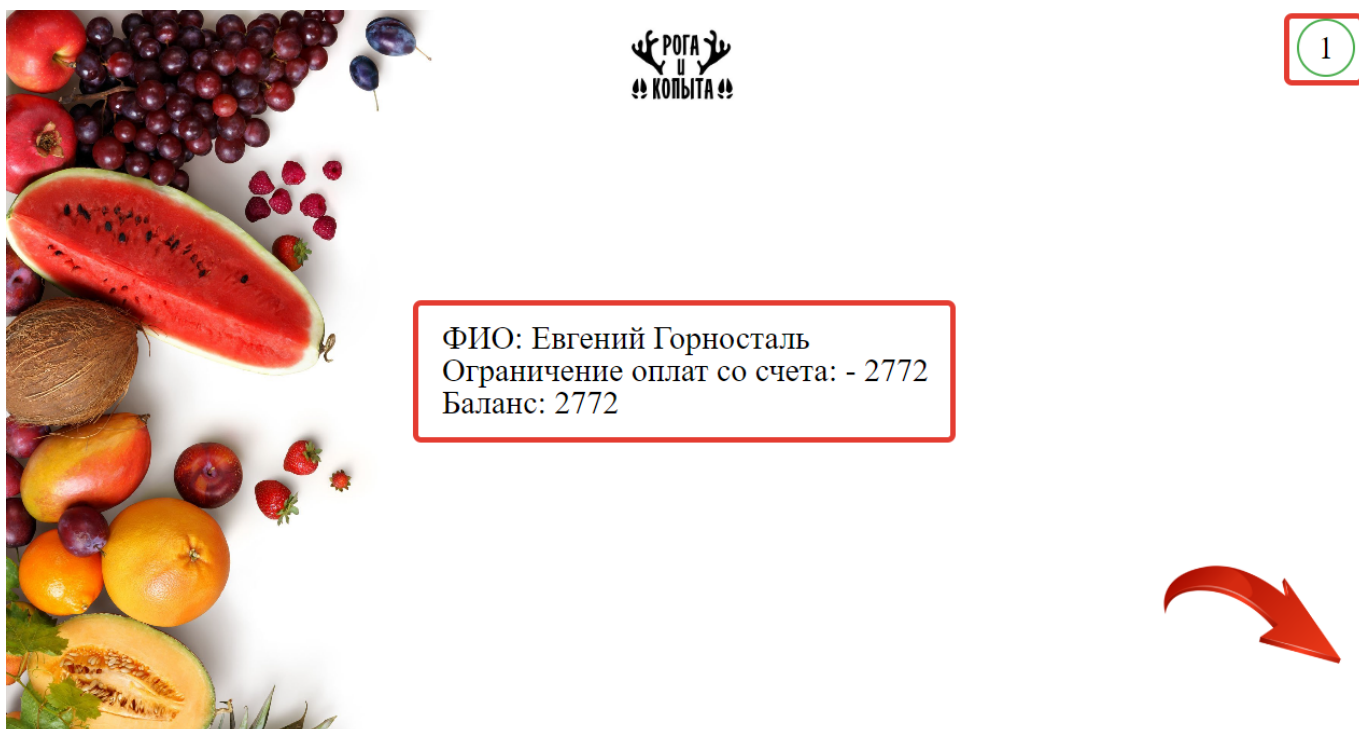 РОГА
И
КОПЫТА
1
ФИО: Евгений Горносталь
Ограничение оплат со счета: - 2772
Баланс: 2772